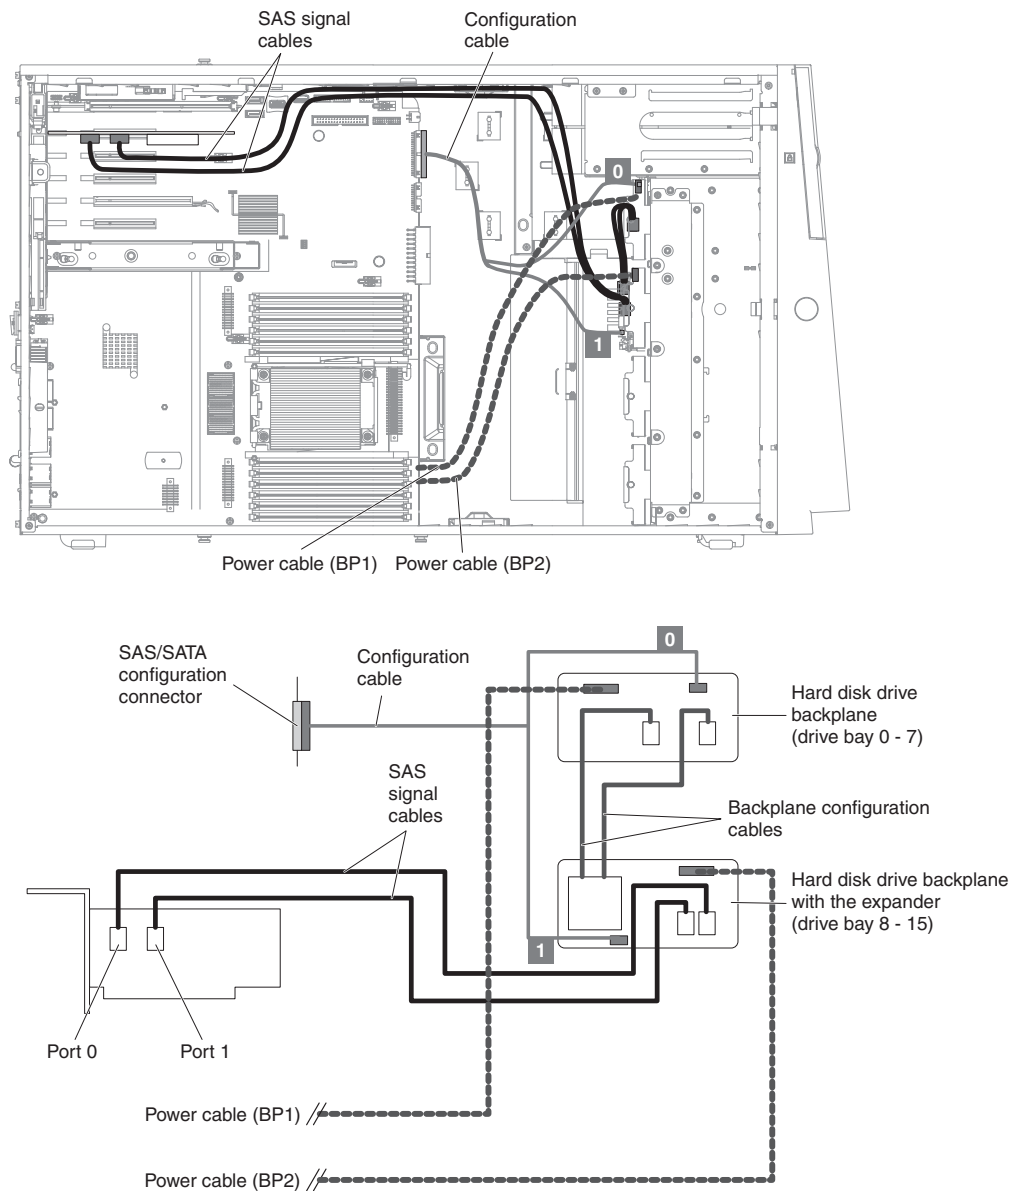 SAS signal
cables
Configuration
cable
0
1
Power cable (BP1)
Power cable (BP2)
0
SAS/SATA
configuration
connector
Configuration
cable
Hard disk drive
backplane
(drive bay 0 - 7)
SAS
signal
cables
Backplane configuration
cables
Hard disk drive backplane
with the expander
(drive bay 8 - 15)
1
Port 0
Port 1
Power cable (BP1)
Power cable (BP2)